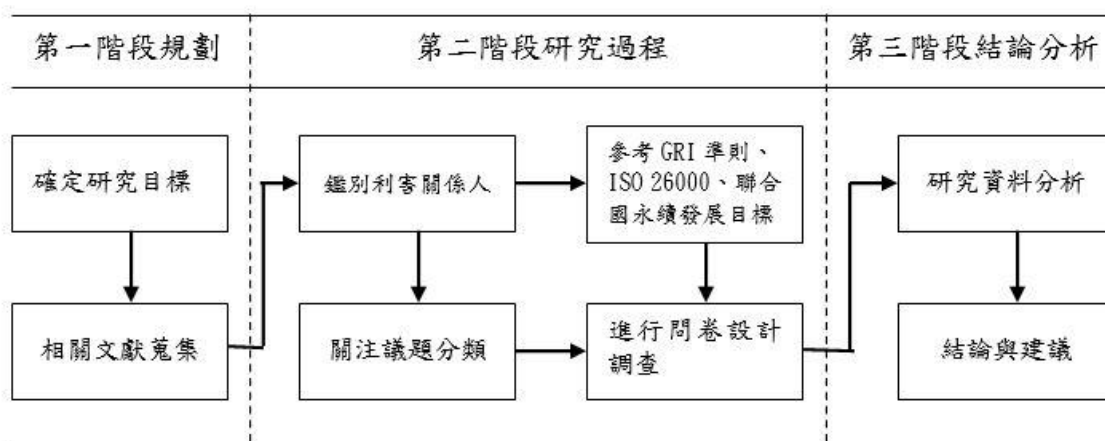 第一階段規劃
第二階段研究過程
第三階段結論分析
確定研究目標
相關文獻蒐集
鑑別利害關係人
關注議題分類
參考 GRI 準則、
ISO 26000、聯合
國永續發展目標
進行問卷設計
調查
研究資料分析
結論與建議